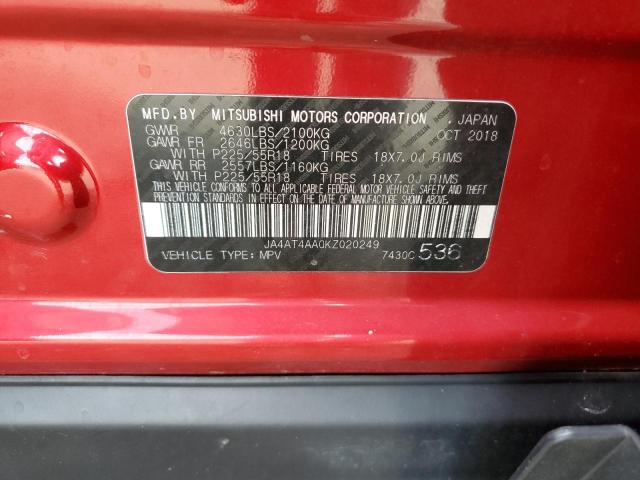 MFD.BY MITSUBISHI MOTORS CORPORATION , JAPAN
GVWR 4630LBS/2100KG OCT 2018
GAWR FR 2646LBS/1200KG
WITH P225/55R18 TIRES 18X7.0J RIMS
GAWR RR 2557LBS/1160KG
WITH P225/55R18 TIRES 18X7.0J RIMS
THIS VEHICLE CONFORMS TO ALL APPLICABLE FEDERAL MOTOR VEHICLE SAFETY AND THEFT
PREVENTION STANDARDS IN EFFECT ON THE DATE OF MANUFACTURE SHOWN ABOVE.
JA4AT4AA0KZ020249
VEHICLE TYPE: MPV 7430C 536